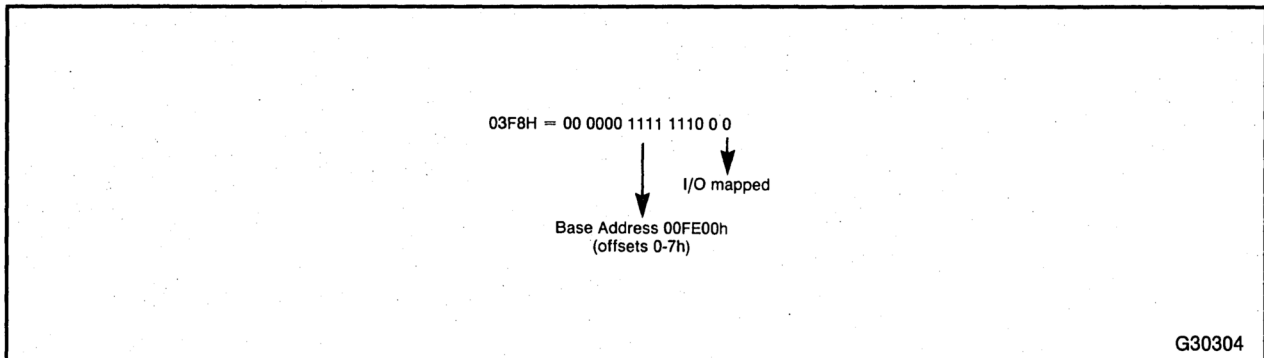 03F8H = 00 0000 1111 1110 0 0
I/O mapped
Base Address 00FE00h
(offsets 0-7h)
G30304